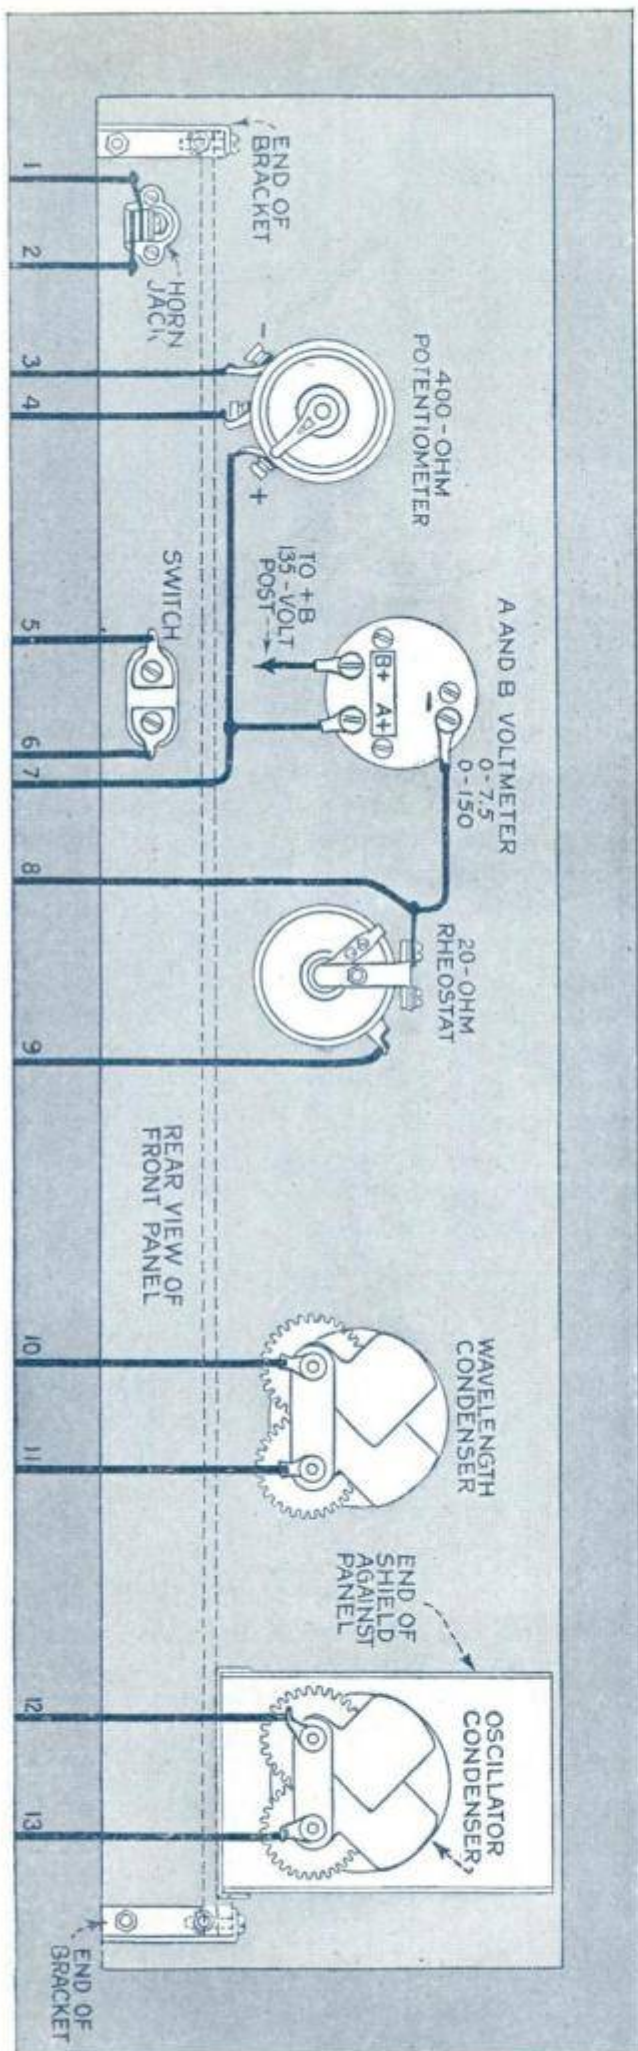 END OF
BRACKET
HORN
JACK
400-OHM
POTENTIOMETER
-
+
A AND B VOLTMETER
0-7.5
0-150
-
B+ A+
TO +B
135-VOLT
POST
SWITCH
20-OHM
RHEOSTAT
REAR VIEW OF
FRONT PANEL
WAVELENGTH
CONDENSER
END OF
SHIELD
AGAINST
PANEL
OSCILLATOR
CONDENSER
END OF
BRACKET
1
2
3
4
5
6
7
8
9
10
11
12
13